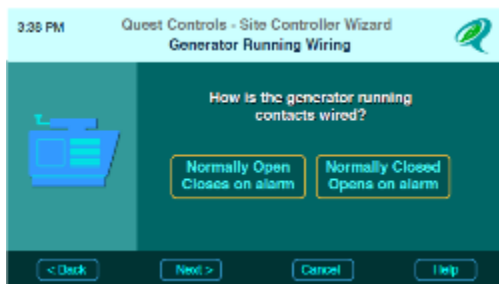 3:38 PM
Quest Controls - Site Controller Wizard
Generator Running Wiring
How is the generator running
contacts wired?
Normally Open
Closes on alarm
Normally Closed
Opens on alarm
< Back
Next >
Cancel
Help